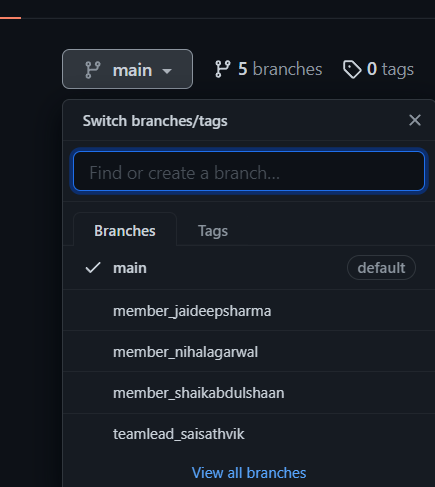 main 5 branches 0 tags
Switch branches/tags
Find or create a branch...
Branches Tags
main default
member_jaideepsharma
member_nihalagarwal
member_shaikabdulshaan
teamlead_saisathvik
View all branches